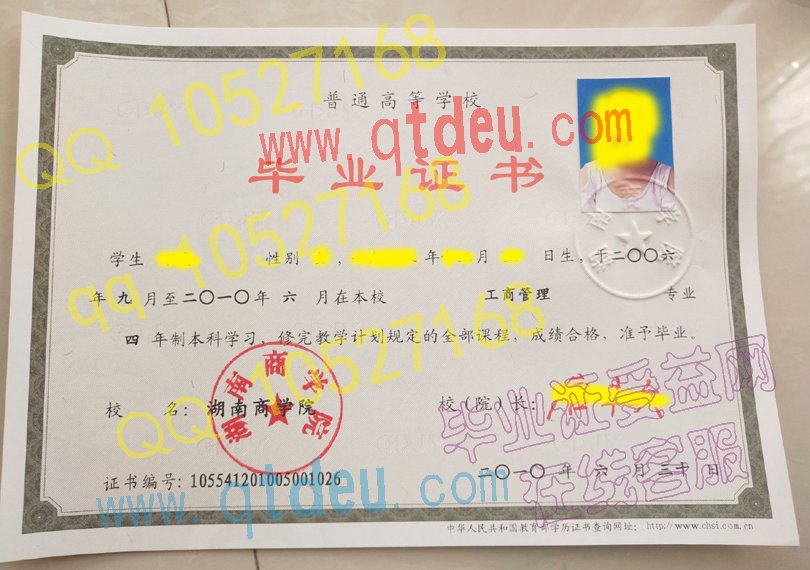 普通高等学校
毕业证书
学生 性别 , 年 月 日生，于二〇〇六
年 九 月至二〇一〇年 六 月在本校 工商管理 专业
四 年制本科学习，修完教学计划规定的全部课程，成绩合格，准予毕业。
校 名：湖南商学院 校（院）长：
湖南商学院
证书编号：105541201005001026 二〇一〇 年 六 月 三十 日
中华人民共和国教育部学历证书查询网址： http://www.chsi.com.cn
QQ 10527168
www.qtdeu.com
qq 10527168
QQ 10527168
www.qtdeu.com
毕业证受益网
在线客服